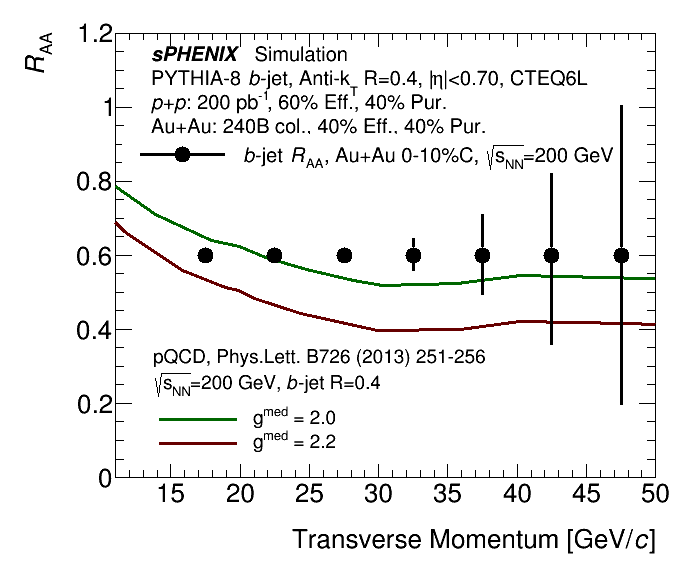 R_AA
1.2
1
0.8
0.6
0.4
0.2
0
sPHENIX Simulation
PYTHIA-8 b-jet, Anti-k_T R=0.4, |η|<0.70, CTEQ6L
p+p: 200 pb⁻¹, 60% Eff., 40% Pur.
Au+Au: 240B col., 40% Eff., 40% Pur.
b-jet R_AA, Au+Au 0-10%C, √s_NN=200 GeV
pQCD, Phys.Lett. B726 (2013) 251-256
√s_NN=200 GeV, b-jet R=0.4
g^med = 2.0
g^med = 2.2
15 20 25 30 35 40 45 50
Transverse Momentum [GeV/c]